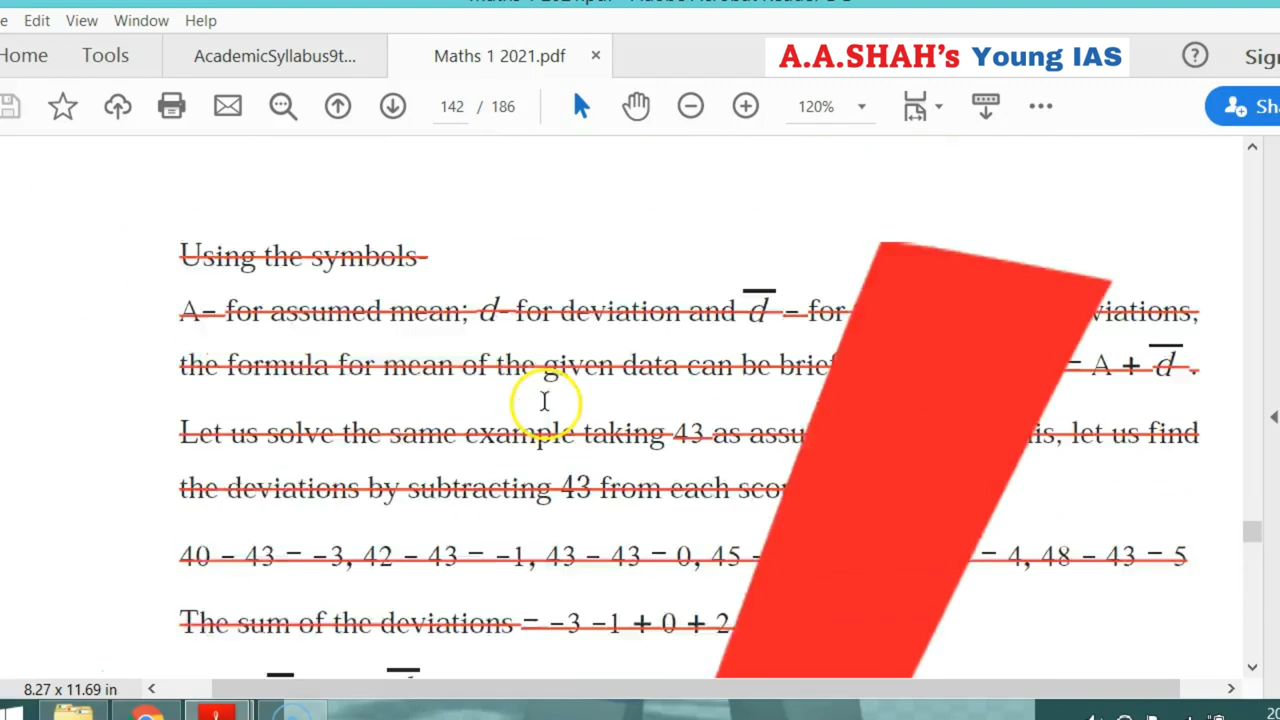 Edit View Window Help
Home Tools AcademicSyllabus9t... Maths 1 2021.pdf × A.A.SHAH's Young IAS ? Sign
142 / 186 120% Sha
Using the symbols-
A– for assumed mean; d- for deviation and d – for viations,
the formula for mean of the given data can be brief = A + d .
Let us solve the same example taking 43 as assu is, let us find
the deviations by subtracting 43 from each scor
40 – 43 = –3, 42 – 43 = –1, 43 – 43 = 0, 45 – = 4, 48 – 43 = 5
The sum of the deviations = –3 –1 + 0 + 2
8.27 x 11.69 in